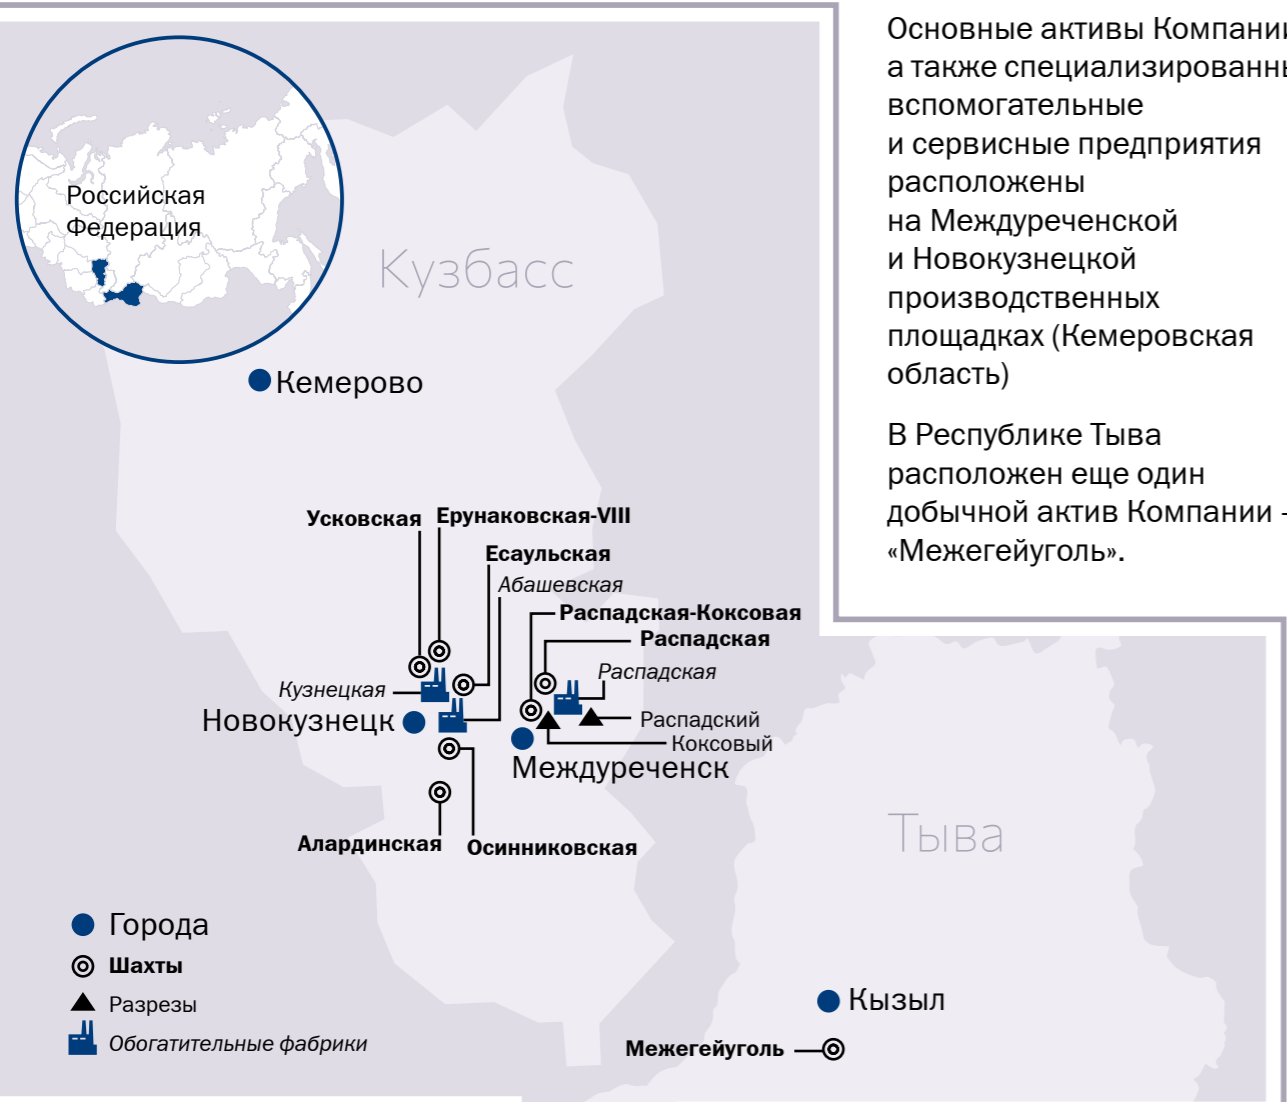 Основные активы Компании
а также специализированны
вспомогательные
и сервисные предприятия
расположены
на Междуреченской
и Новокузнецкой
производственных
площадках (Кемеровская
область)
В Республике Тыва
расположен еще один
добычной актив Компании -
«Межегейуголь».
Российская
Федерация
Кузбасс
Кемерово
Усковская
Ерунаковская-VIII
Есаульская
Абашевская
Распадская-Коксовая
Распадская
Распадская
Кузнецкая
Новокузнецк
Распадский
Коксовый
Междуреченск
Алардинская
Осинниковская
Тыва
Города
Шахты
Разрезы
Обогатительные фабрики
Кызыл
Межегейуголь